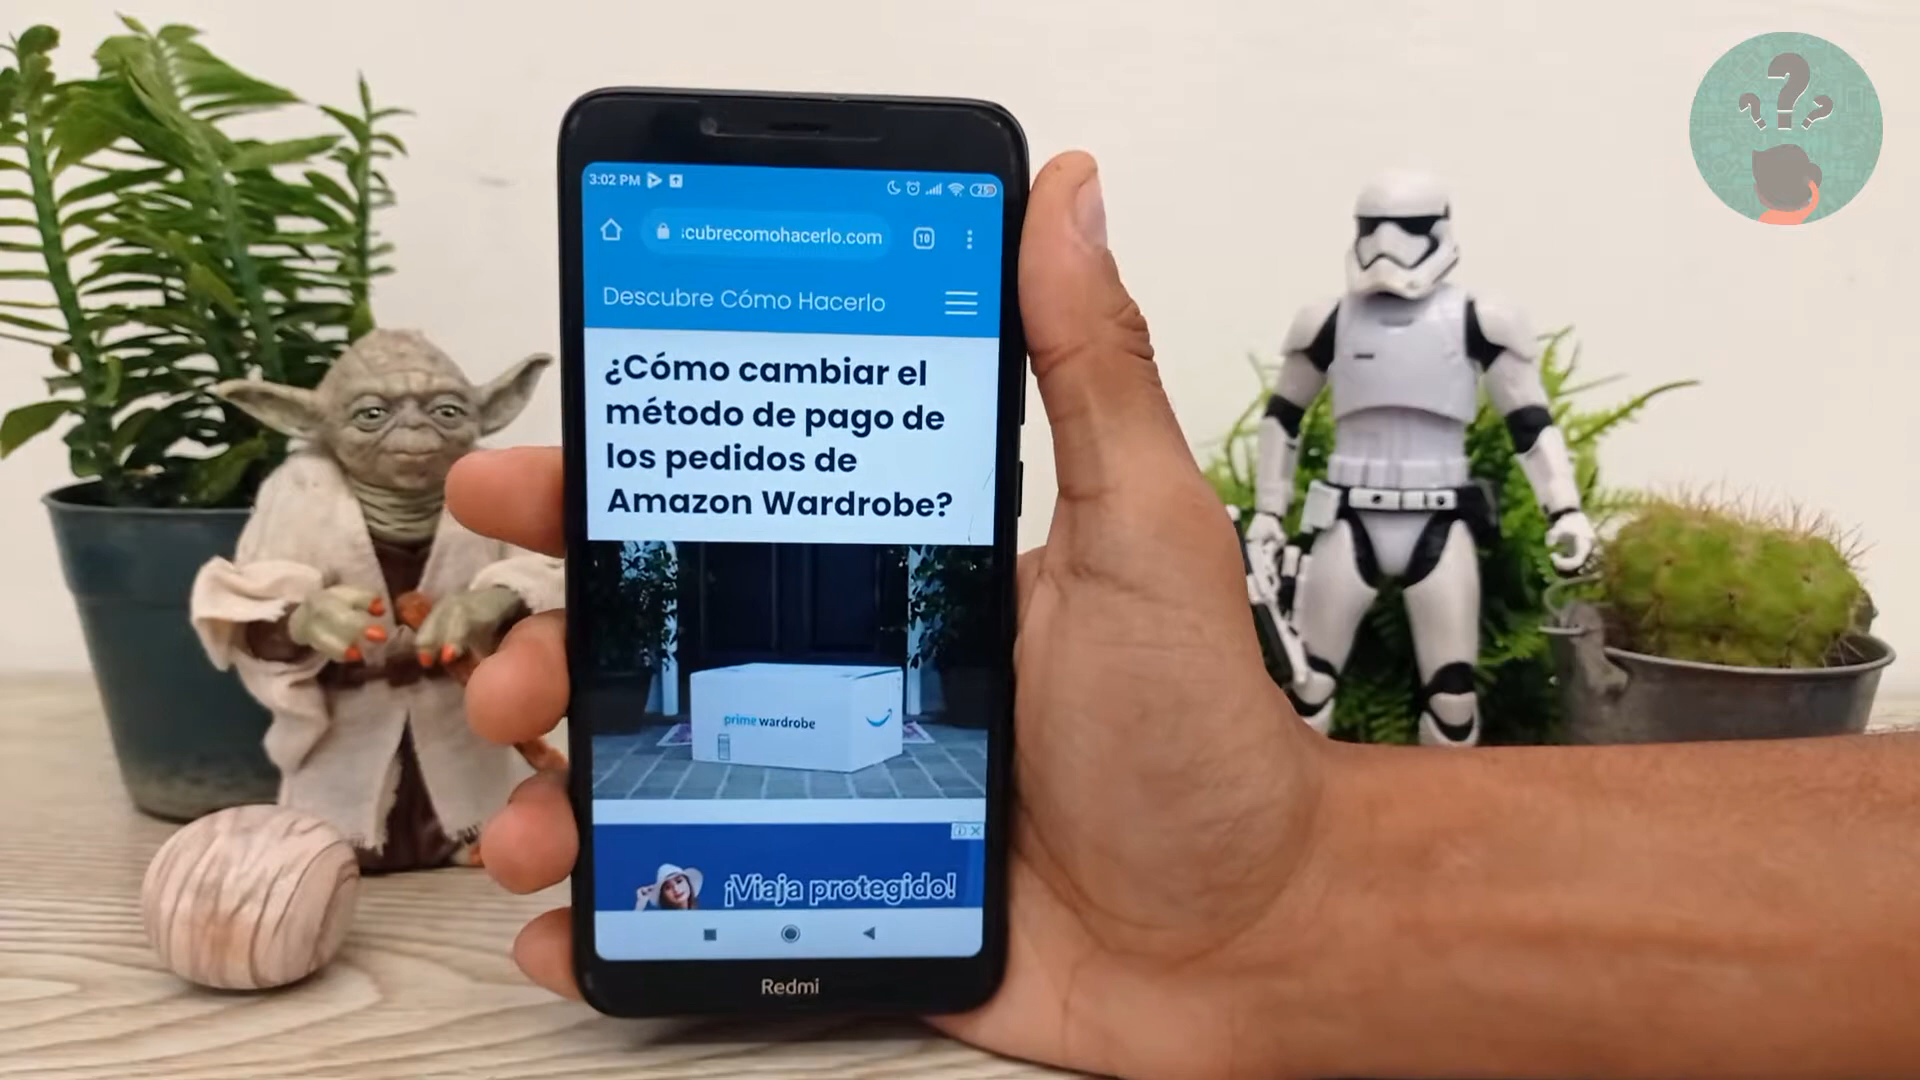 3:02 PM
cubrecomohacerlo.com
10
Descubre Cómo Hacerlo
¿Cómo cambiar el
método de pago de
los pedidos de
Amazon Wardrobe?
prime wardrobe
¡Viaja protegido!
Redmi